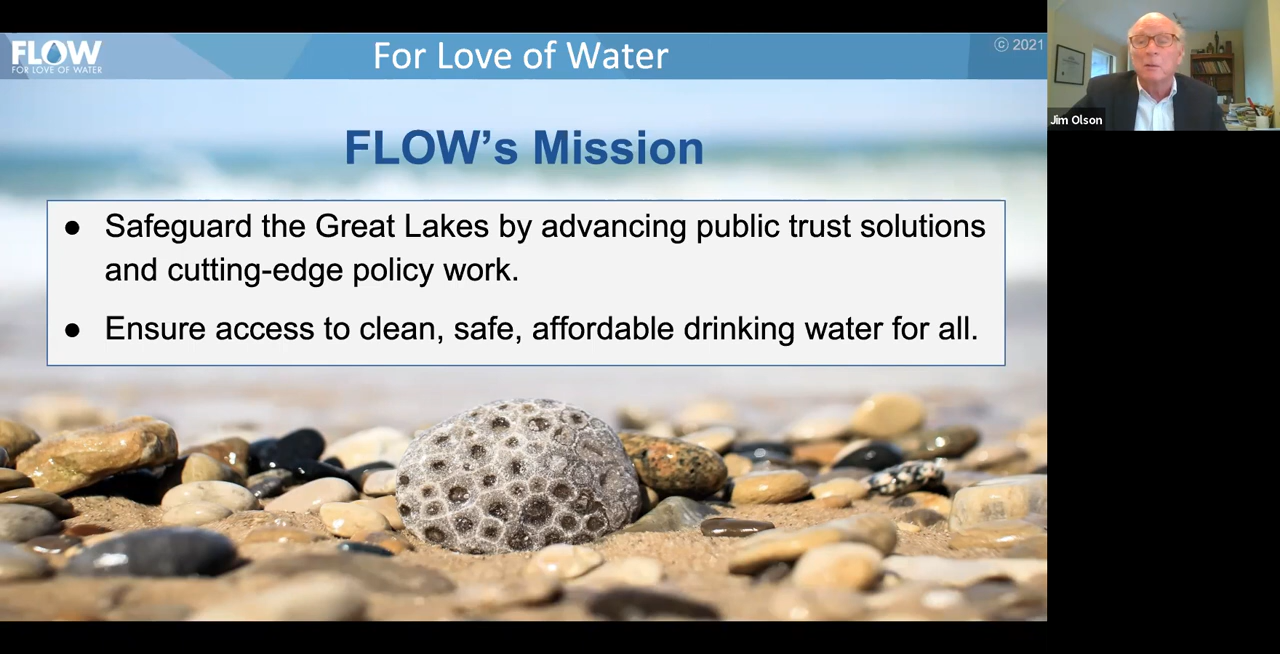 FLOW
FOR LOVE OF WATER
For Love of Water
© 2021
Jim Olson
FLOW's Mission
● Safeguard the Great Lakes by advancing public trust solutions
and cutting-edge policy work.
● Ensure access to clean, safe, affordable drinking water for all.